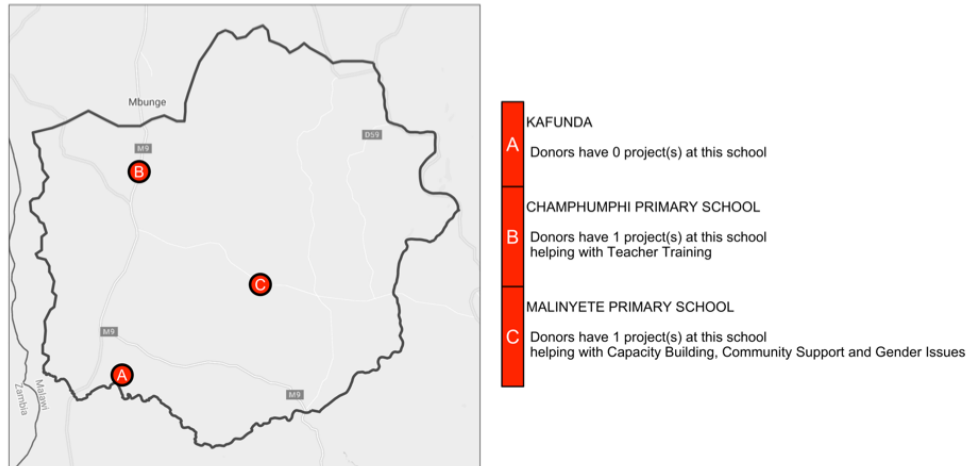 Mbunge
M9
D59
B
C
M9
A
M9
Malawi
Zambia
A
KAFUNDA
Donors have 0 project(s) at this school
B
CHAMPHUMPHI PRIMARY SCHOOL
Donors have 1 project(s) at this school
helping with Teacher Training
C
MALINYETE PRIMARY SCHOOL
Donors have 1 project(s) at this school
helping with Capacity Building, Community Support and Gender Issues